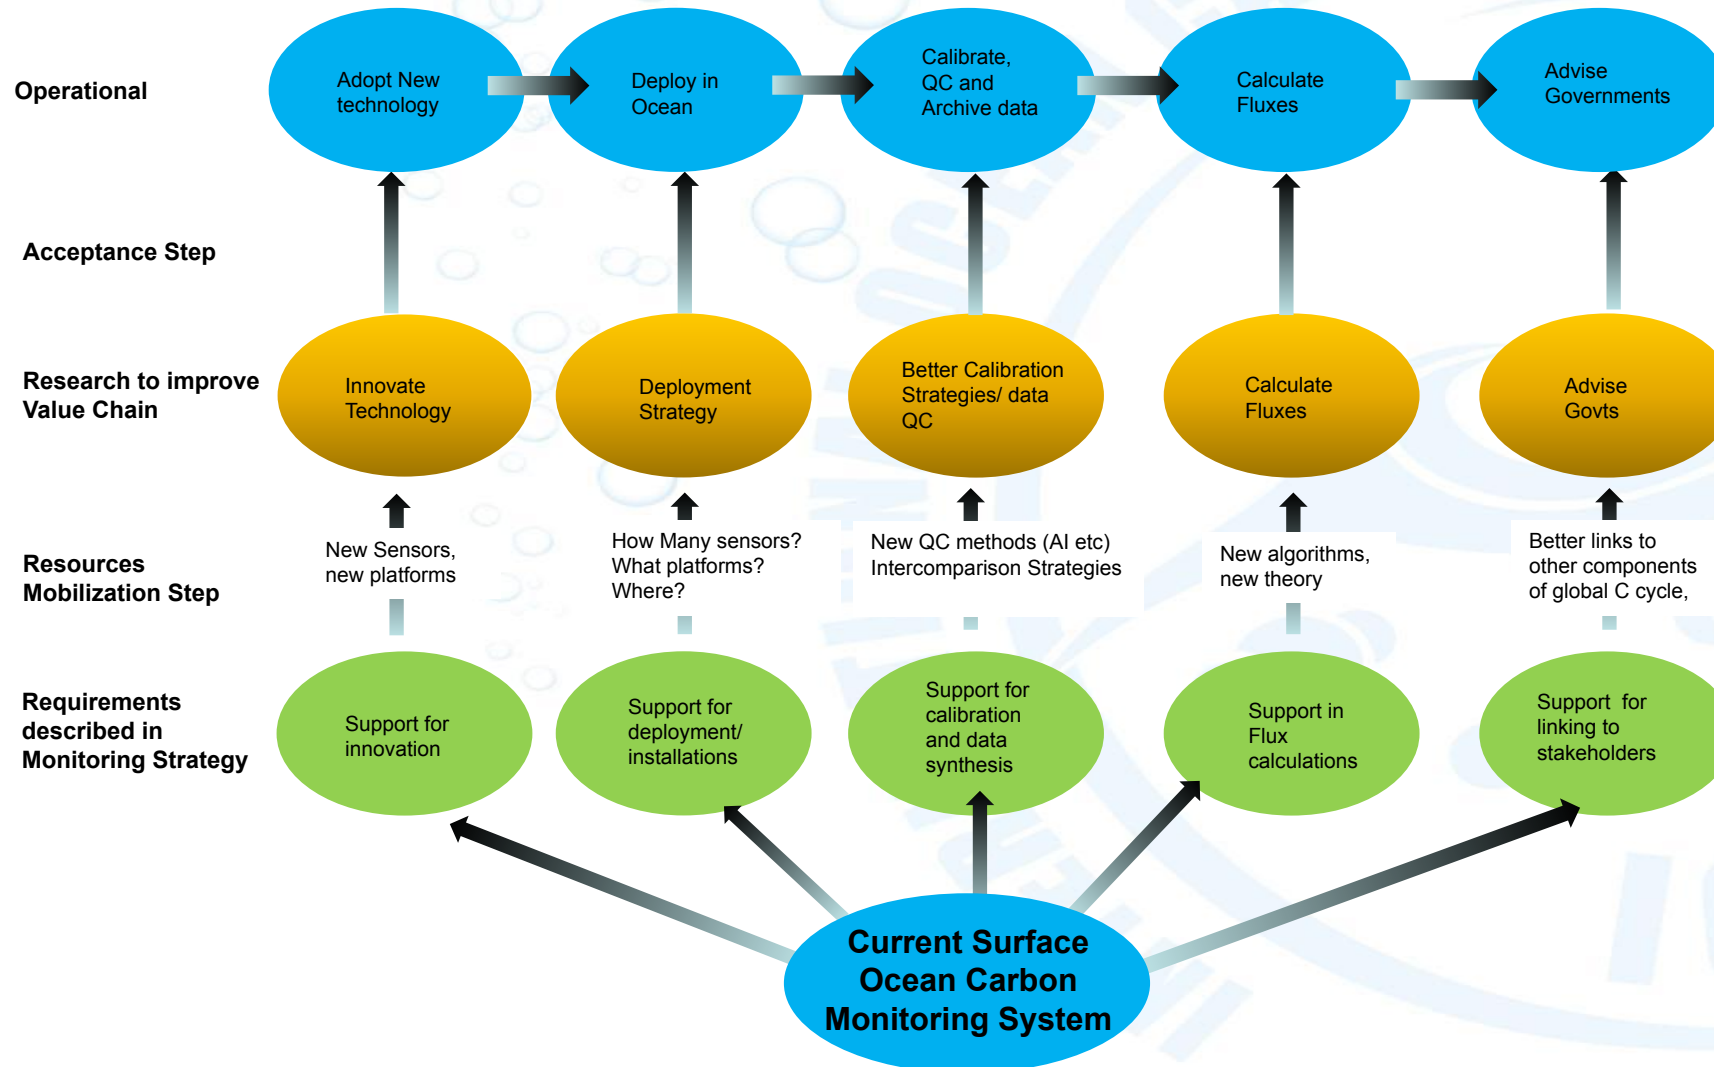 Operational
Adopt New
technology
Deploy in
Ocean
Calibrate,
QC and
Archive data
Calculate
Fluxes
Advise
Governments
Acceptance Step
Research to improve
Value Chain
Innovate
Technology
Deployment
Strategy
Better Calibration
Strategies/ data
QC
Calculate
Fluxes
Advise
Govts
Resources
Mobilization Step
New Sensors,
new platforms
How Many sensors?
What platforms?
Where?
New QC methods (AI etc)
Intercomparison Strategies
New algorithms,
new theory
Better links to
other components
of global C cycle,
Requirements
described in
Monitoring Strategy
Support for
innovation
Support for
deployment/
installations
Support for
calibration
and data
synthesis
Support in
Flux
calculations
Support for
linking to
stakeholders
Current Surface
Ocean Carbon
Monitoring System